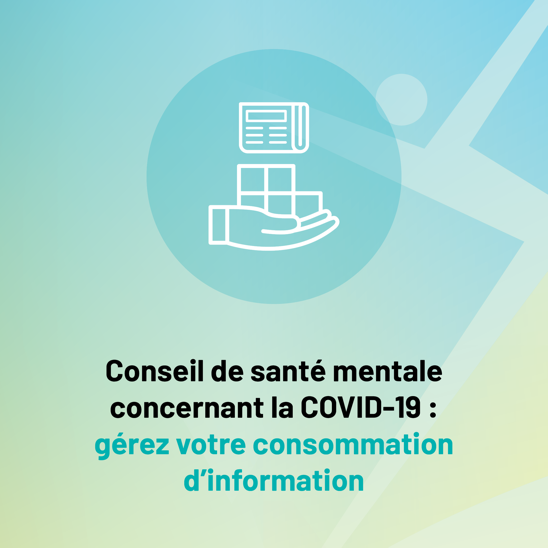 Conseil de santé mentale
concernant la COVID-19 :
gérez votre consommation
d’information